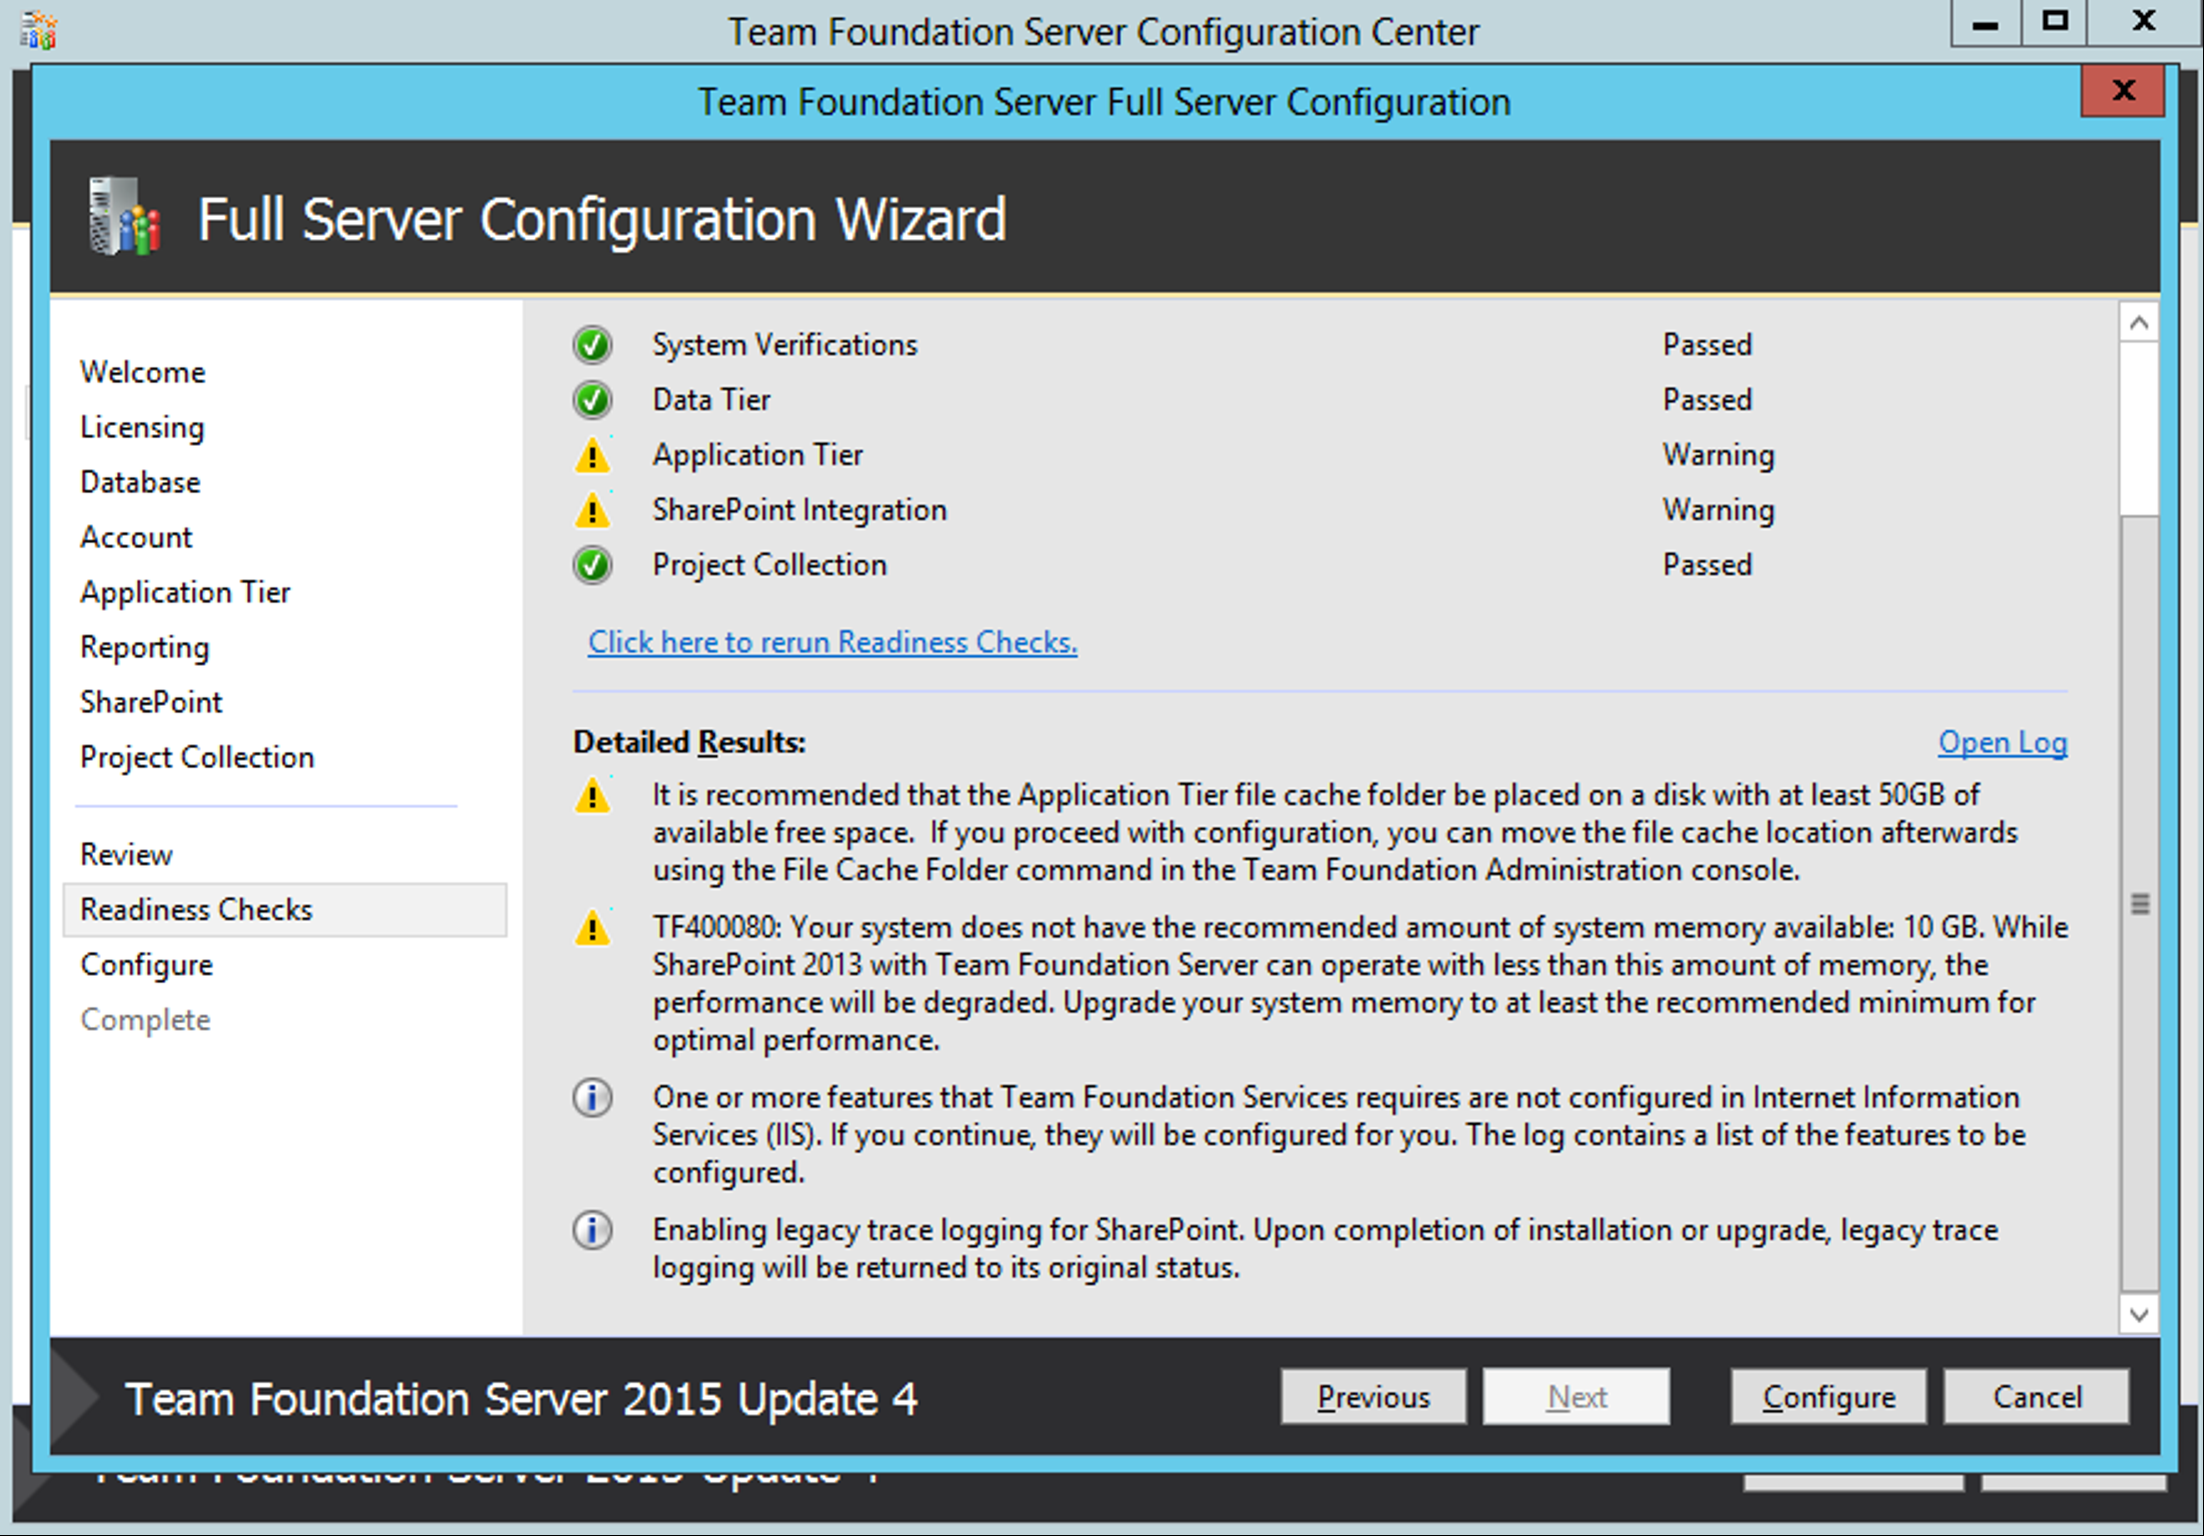 Team Foundation Server Configuration Center
Team Foundation Server Full Server Configuration
Full Server Configuration Wizard
Welcome
Licensing
Database
Account
Application Tier
Reporting
SharePoint
Project Collection
Review
Readiness Checks
Configure
Complete
System Verifications Passed
Data Tier Passed
Application Tier Warning
SharePoint Integration Warning
Project Collection Passed
Click here to rerun Readiness Checks.
Detailed Results: Open Log
It is recommended that the Application Tier file cache folder be placed on a disk with at least 50GB of
available free space.  If you proceed with configuration, you can move the file cache location afterwards
using the File Cache Folder command in the Team Foundation Administration console.
TF400080: Your system does not have the recommended amount of system memory available: 10 GB. While
SharePoint 2013 with Team Foundation Server can operate with less than this amount of memory, the
performance will be degraded. Upgrade your system memory to at least the recommended minimum for
optimal performance.
One or more features that Team Foundation Services requires are not configured in Internet Information
Services (IIS). If you continue, they will be configured for you. The log contains a list of the features to be
configured.
Enabling legacy trace logging for SharePoint. Upon completion of installation or upgrade, legacy trace
logging will be returned to its original status.
Team Foundation Server 2015 Update 4
Previous Next Configure Cancel
Team Foundation Server 2015 Update 4